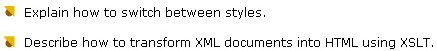 Explain how to switch between styles.
Describe how to transform XML documents into HTML using XSLT.